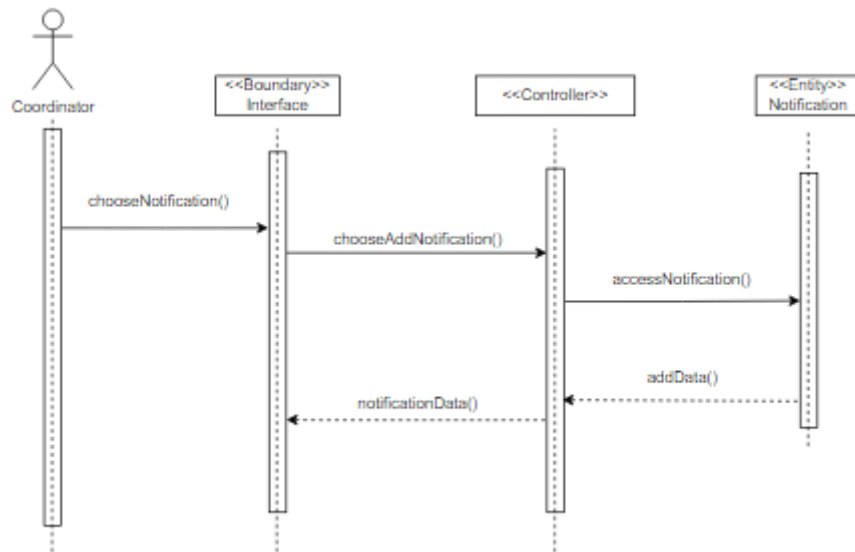 <<Boundary>>
Interface
<<Controller>>
<<Entity>>
Notification
Coordinator
chooseNotification()
chooseAddNotification()
accessNotification()
addData()
notificationData()